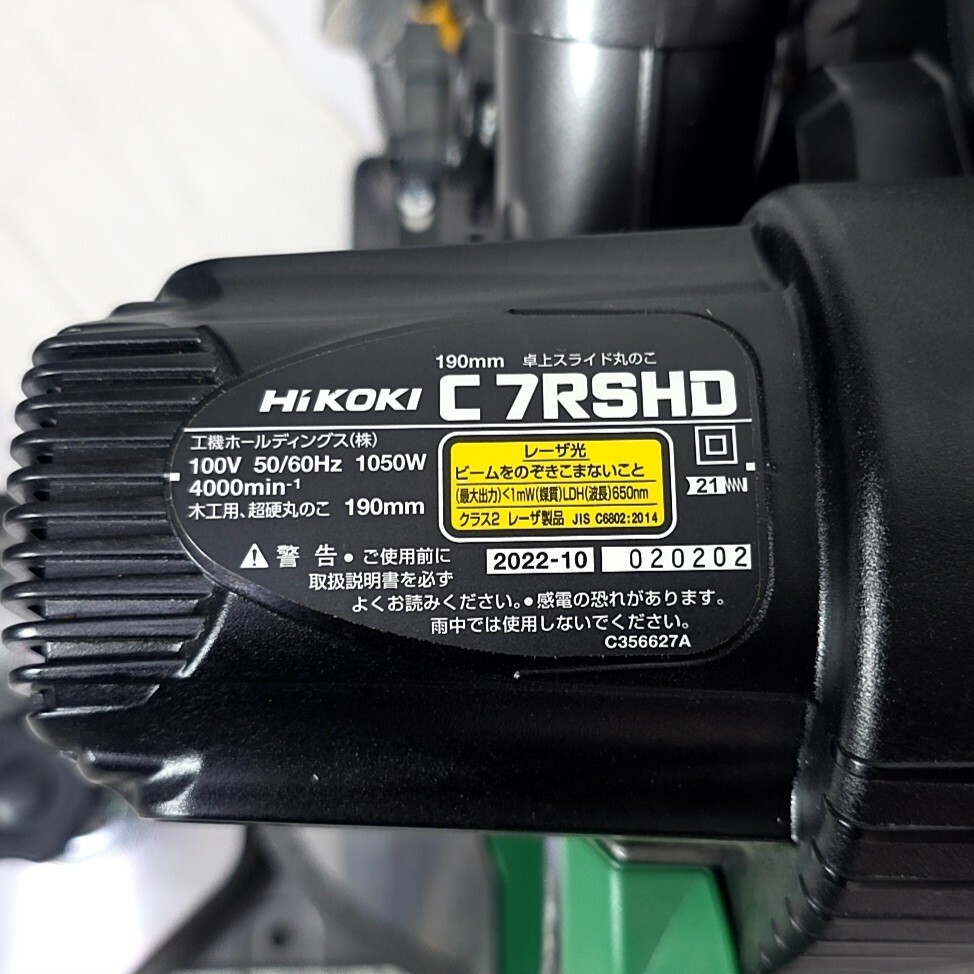 190mm 卓上スライド丸のこ
HiKOKI C 7RSHD
工機ホールディングス(株)
100V 50/60Hz 1050W
4000min-1
木工用、超硬丸のこ 190mm
レーザ光
ビームをのぞきこまないこと
(最大出力)<1mW(媒質)LDH(波長)650nm
クラス2 レーザ製品 JIS C6802:2014
21
警告 ● ご使用前に
取扱説明書を必ず
よくお読みください。● 感電の恐れがあります。
雨中では使用しないでください。
2022-10 020202
C356627A